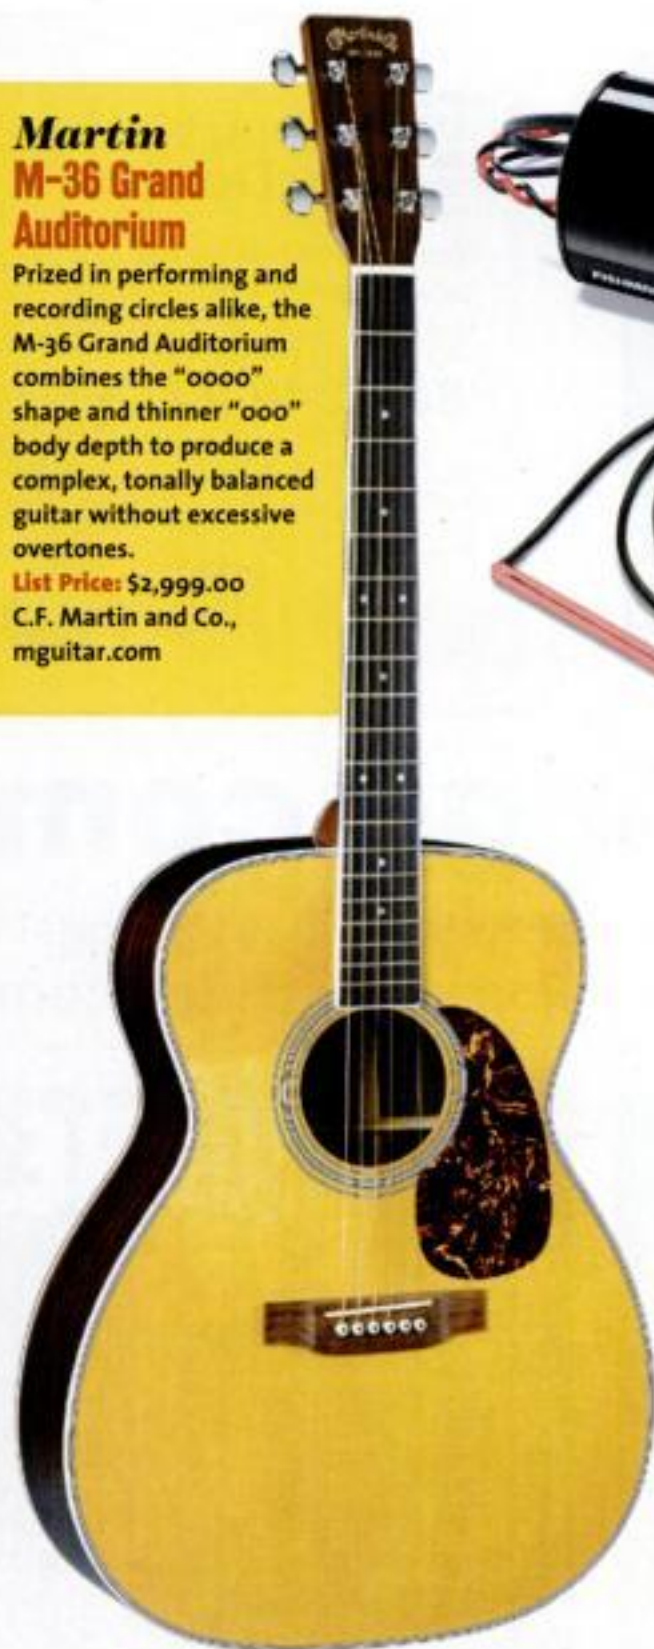 Martin
M-36 Grand
Auditorium
Prized in performing and
recording circles alike, the
M-36 Grand Auditorium
combines the "0000"
shape and thinner "000"
body depth to produce a
complex, tonally balanced
guitar without excessive
overtones.
List Price: $2,999.00
C.F. Martin and Co.,
mguitar.com